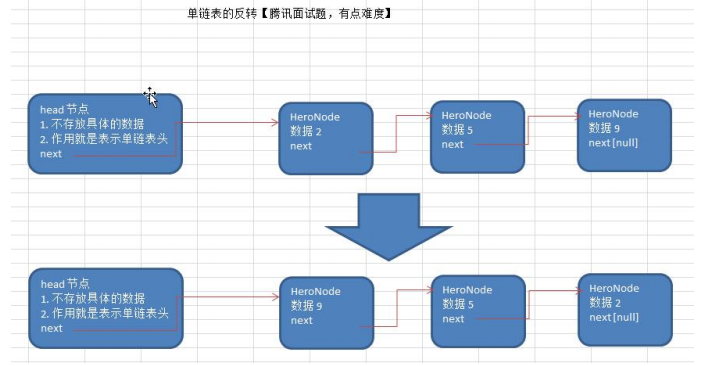 单链表的反转【腾讯面试题，有点难度】
head 节点
1. 不存放具体的数据
2. 作用就是表示单链表头
next
HeroNode
数据 2
next
HeroNode
数据 5
next
HeroNode
数据 9
next [null]
head 节点
1. 不存放具体的数据
2. 作用就是表示单链表头
next
HeroNode
数据 9
next
HeroNode
数据 5
next
HeroNode
数据 2
next [null]